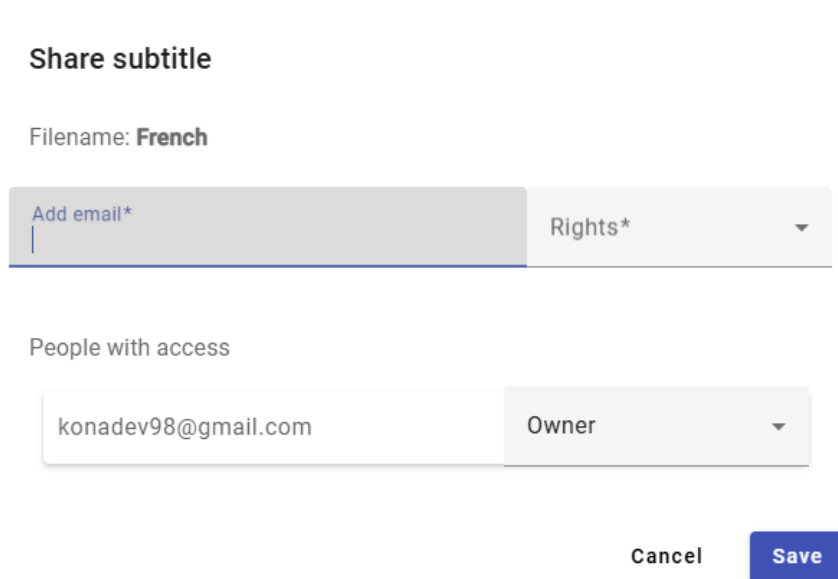 Share subtitle
Filename: French
Add email*
Rights*
People with access
konadev98@gmail.com
Owner
Cancel
Save